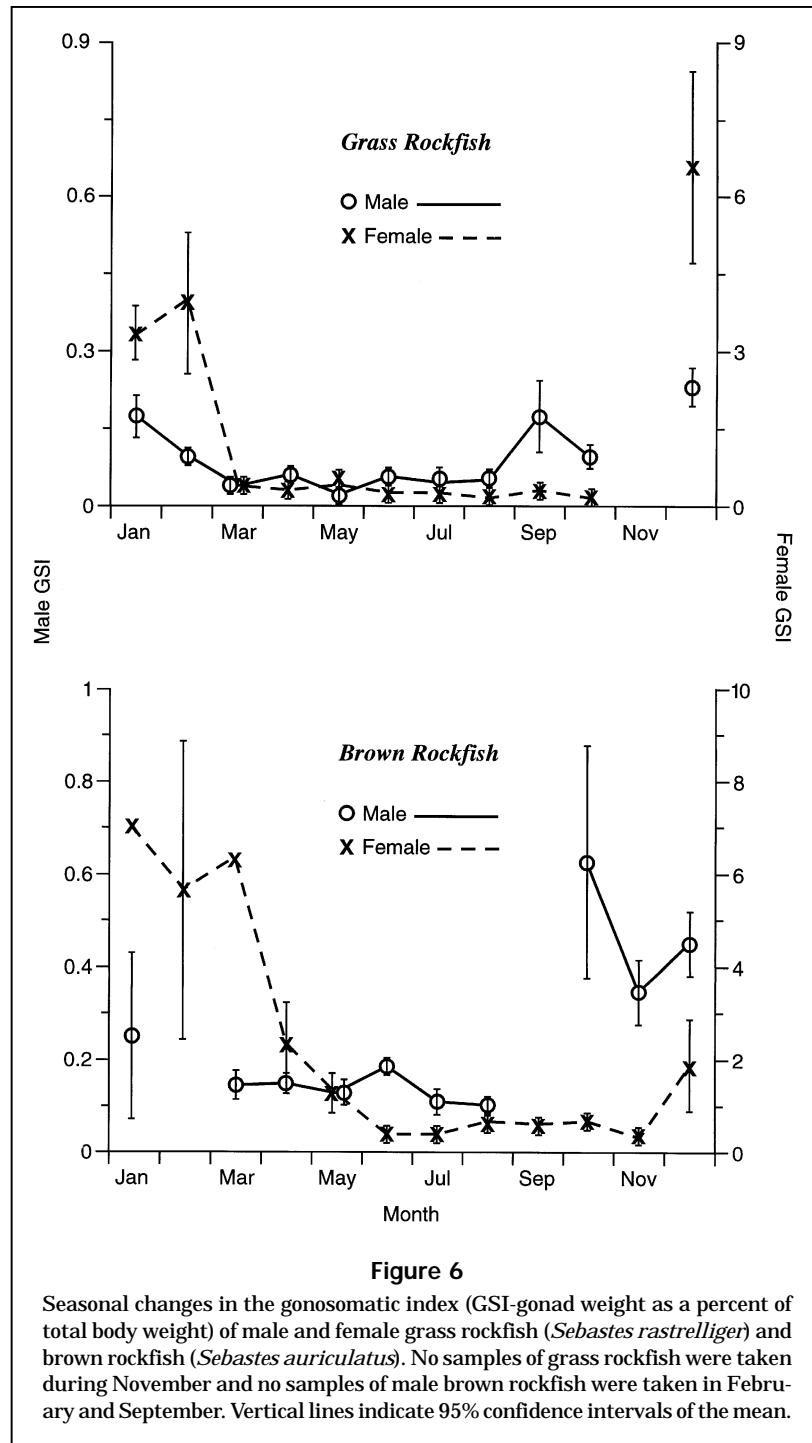 0.9
9
Grass Rockfish
O Male
X Female
0.6
6
0.3
3
0
0
Jan Mar May Jul Sep Nov
Male GSI
Female GSI
1
10
Brown Rockfish
O Male
X Female
0.8
8
0.6
6
0.4
4
0.2
2
0
0
Jan Mar May Jul Sep Nov
Month
Figure 6
Seasonal changes in the gonosomatic index (GSI-gonad weight as a percent of
total body weight) of male and female grass rockfish (Sebastes rastrelliger) and
brown rockfish (Sebastes auriculatus). No samples of grass rockfish were taken
during November and no samples of male brown rockfish were taken in Febru-
ary and September. Vertical lines indicate 95% confidence intervals of the mean.